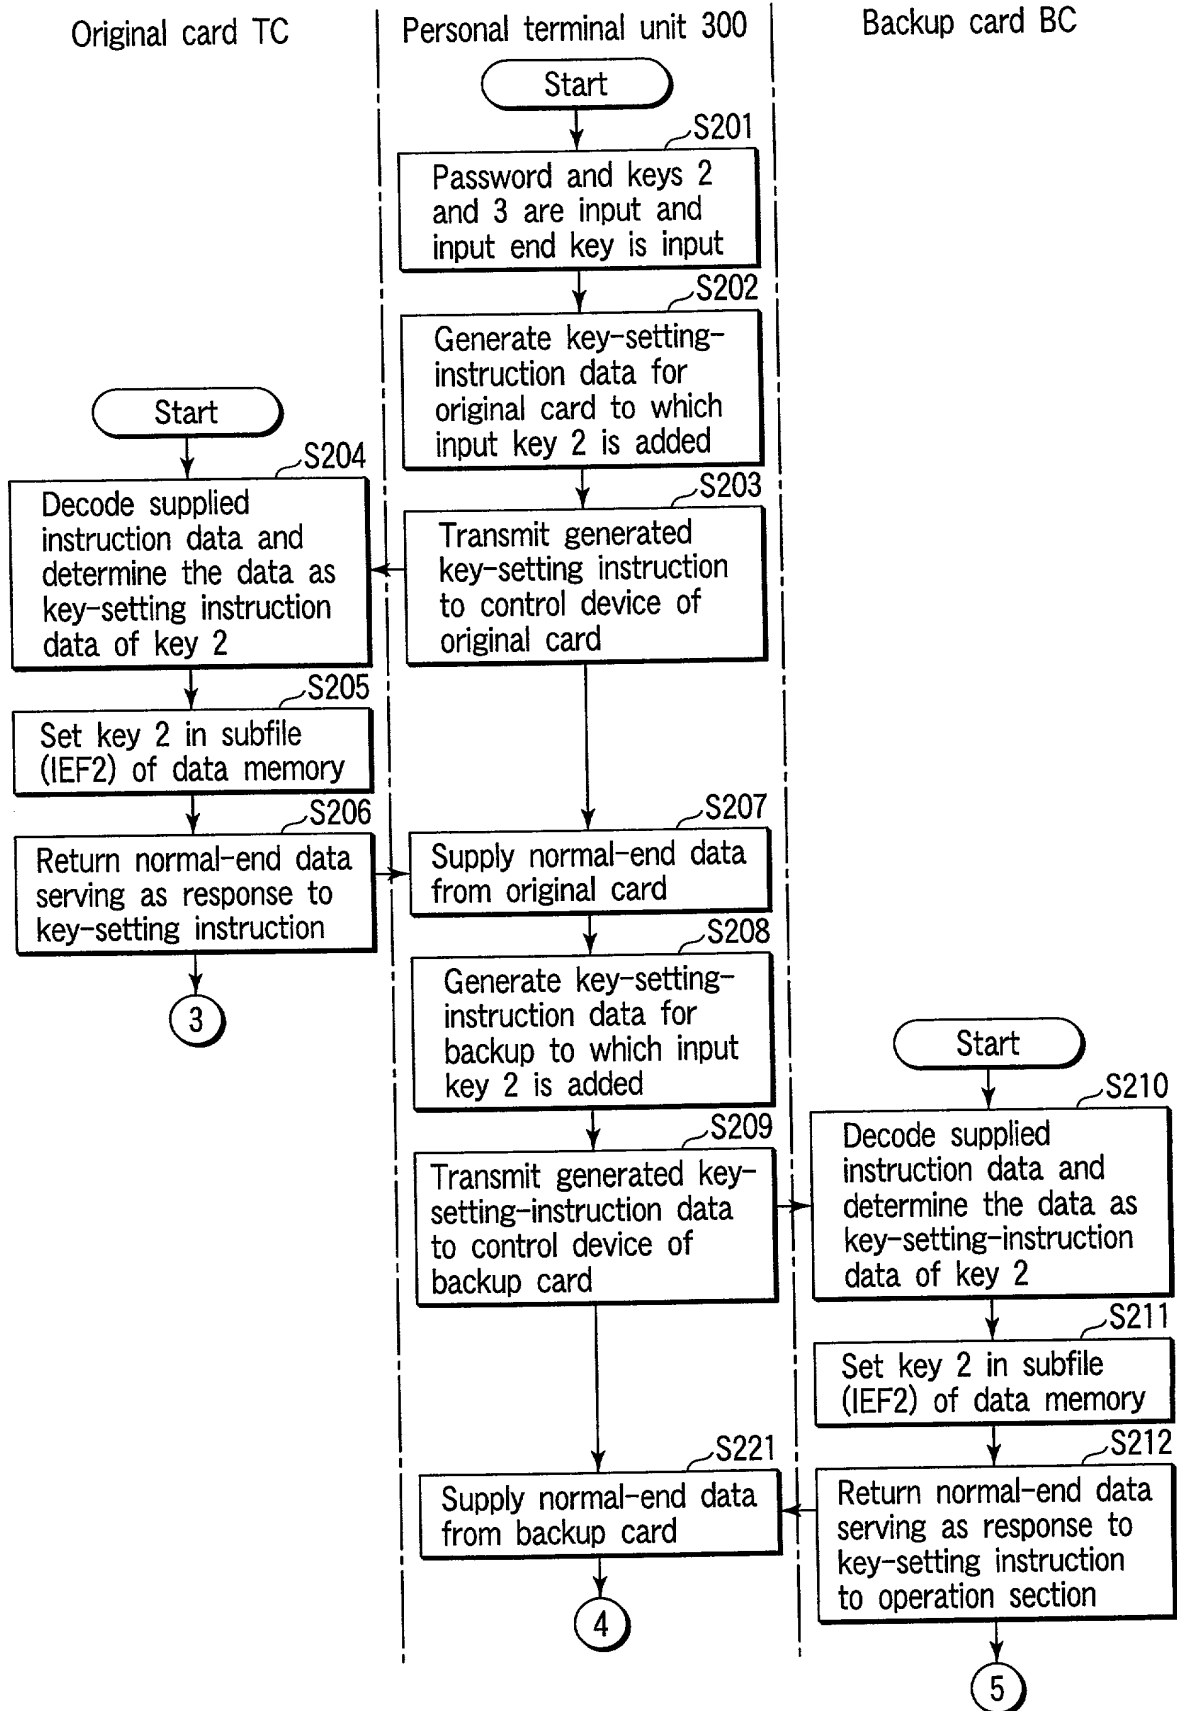 Original card TC
Personal terminal unit 300
Backup card BC
Start
S201
Password and keys 2
and 3 are input and
input end key is input
S202
Generate key-setting-
instruction data for
original card to which
input key 2 is added
Start
S204
Decode supplied
instruction data and
determine the data as
key-setting instruction
data of key 2
S203
Transmit generated
key-setting instruction
to control device of
original card
S205
Set key 2 in subfile
(IEF2) of data memory
S206
Return normal-end data
serving as response to
key-setting instruction
3
S207
Supply normal-end data
from original card
S208
Generate key-setting-
instruction data for
backup to which input
key 2 is added
S209
Transmit generated key-
setting-instruction data
to control device of
backup card
Start
S210
Decode supplied
instruction data and
determine the data as
key-setting-instruction
data of key 2
S211
Set key 2 in subfile
(IEF2) of data memory
S212
Return normal-end data
serving as response to
key-setting instruction
to operation section
S221
Supply normal-end data
from backup card
4
5